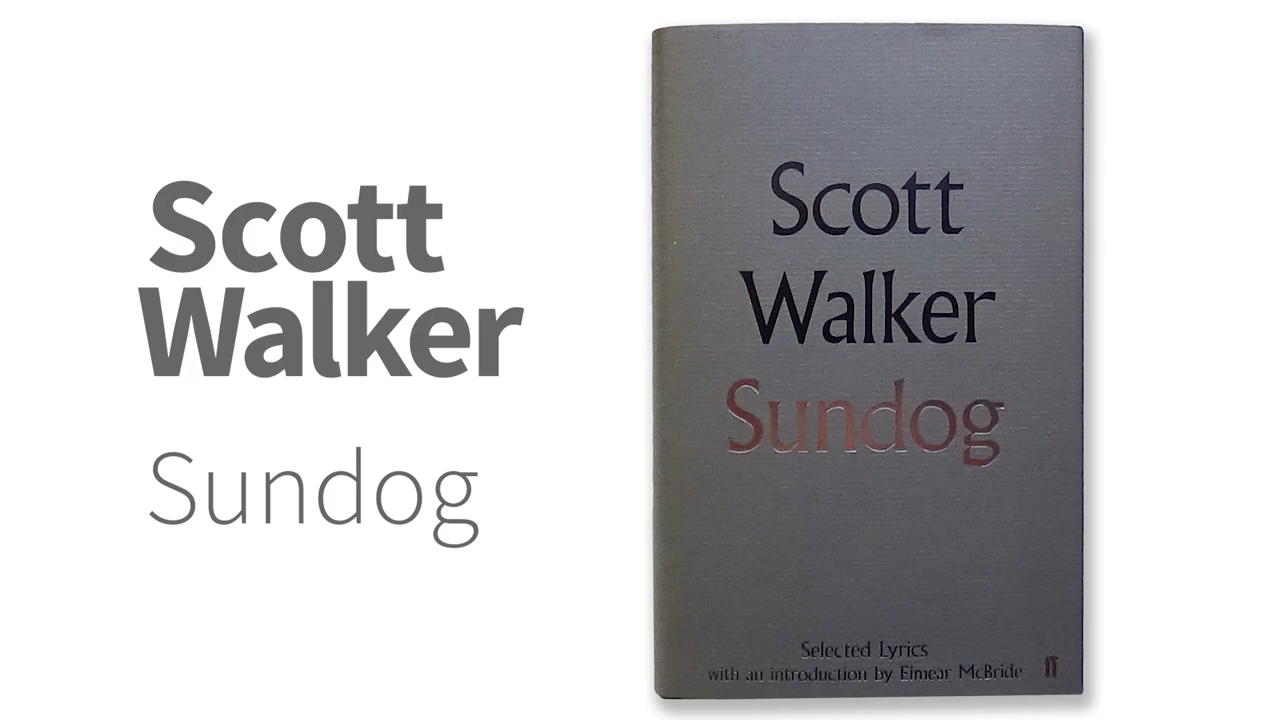 Scott
Walker
Sundog
Scott
Walker
Sundog
Selected Lyrics
with an introduction by Eimear McBride
ff